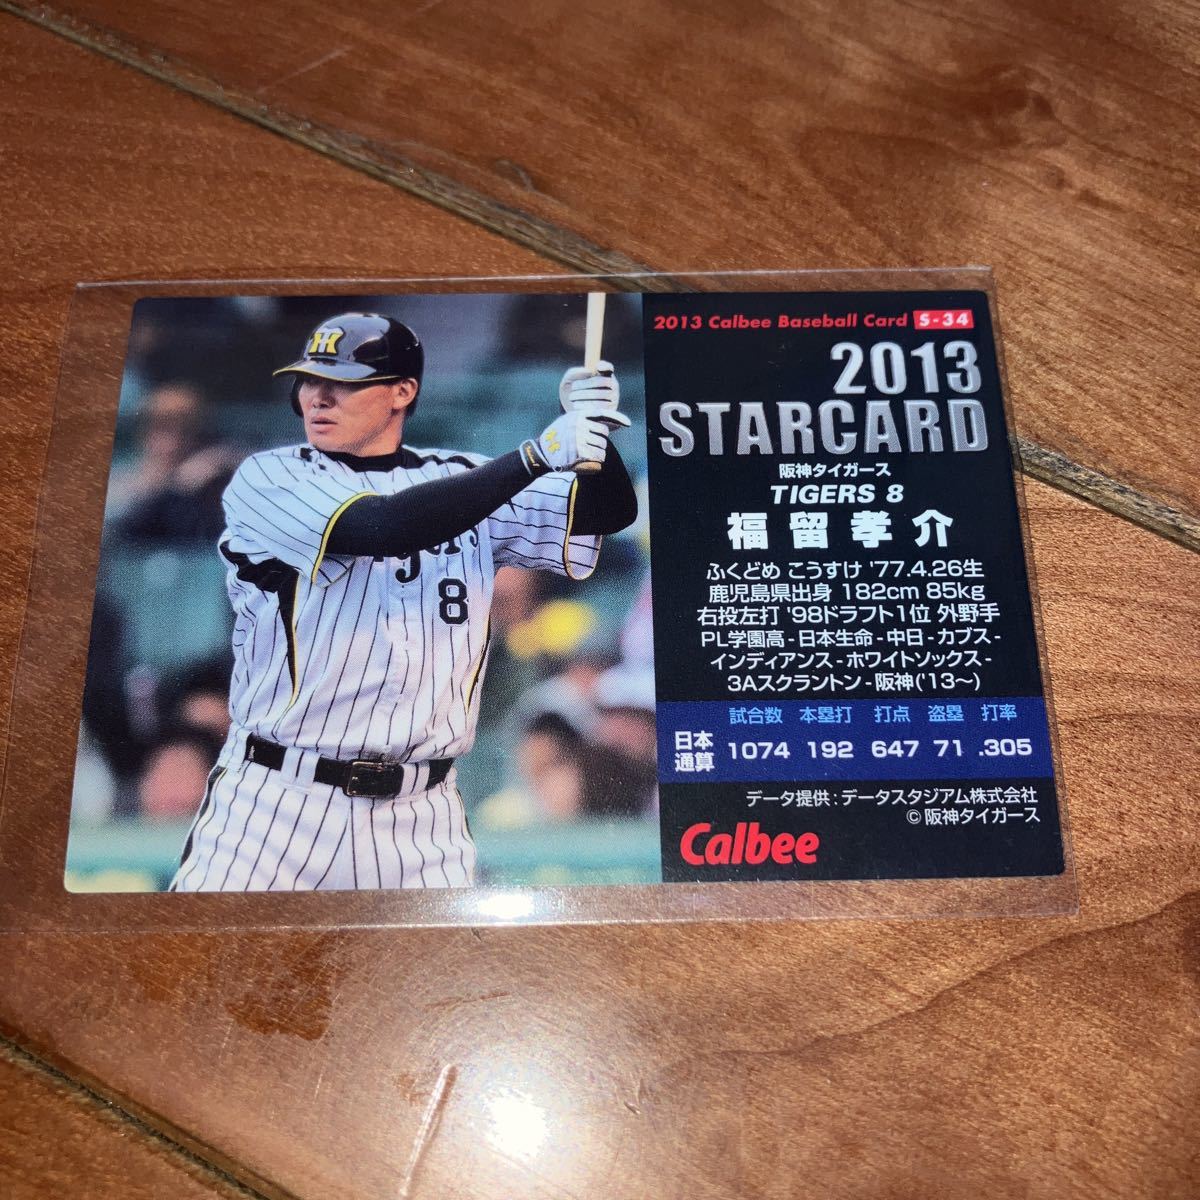 2013 Calbee Baseball Card S-34
2013
STARCARD
阪神タイガース
TIGERS 8
福留孝介
ふくどめ こうすけ '77.4.26生
鹿児島県出身 182cm 85kg
右投左打 '98ドラフト1位 外野手
PL学園高-日本生命-中日-カブス-
インディアンス-ホワイトソックス-
3Aスクラントン-阪神('13〜)
試合数 本塁打 打点 盗塁 打率
日本通算 1074 192 647 71 .305
データ提供:データスタジアム株式会社
©阪神タイガース
Calbee
8